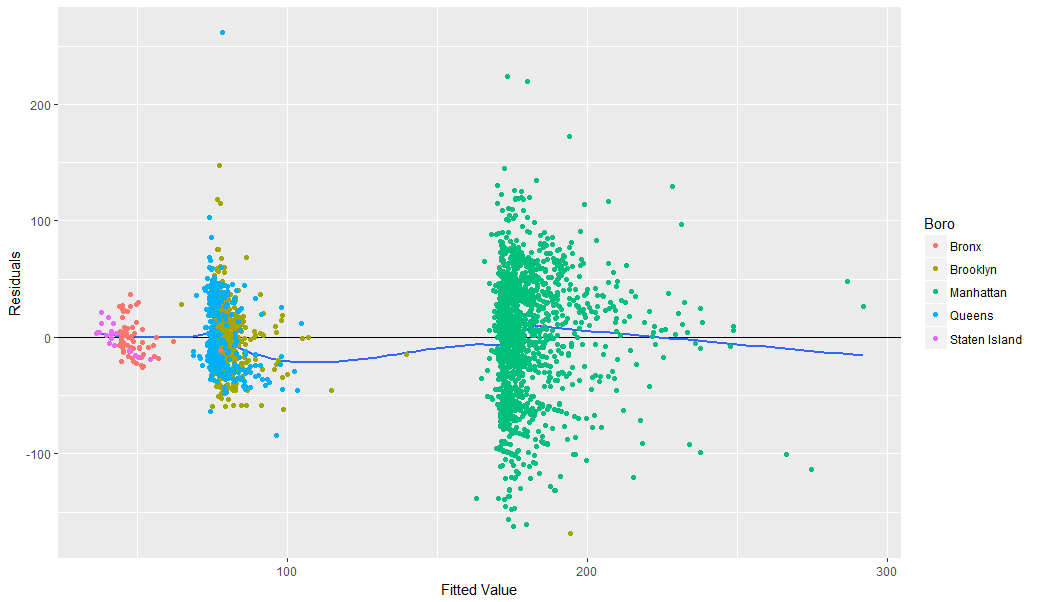 200
100
0
-100
Residuals
100
200
300
Fitted Value
Boro
Bronx
Brooklyn
Manhattan
Queens
Staten Island